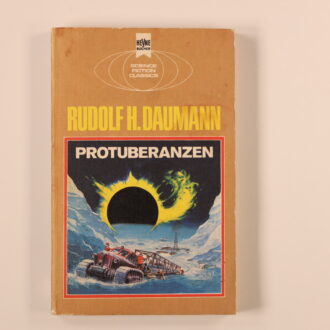 HEYNE
BÜCHER
SCIENCE
FICTION
CLASSICS
RUDOLF H. DAUMANN
PROTUBERANZEN